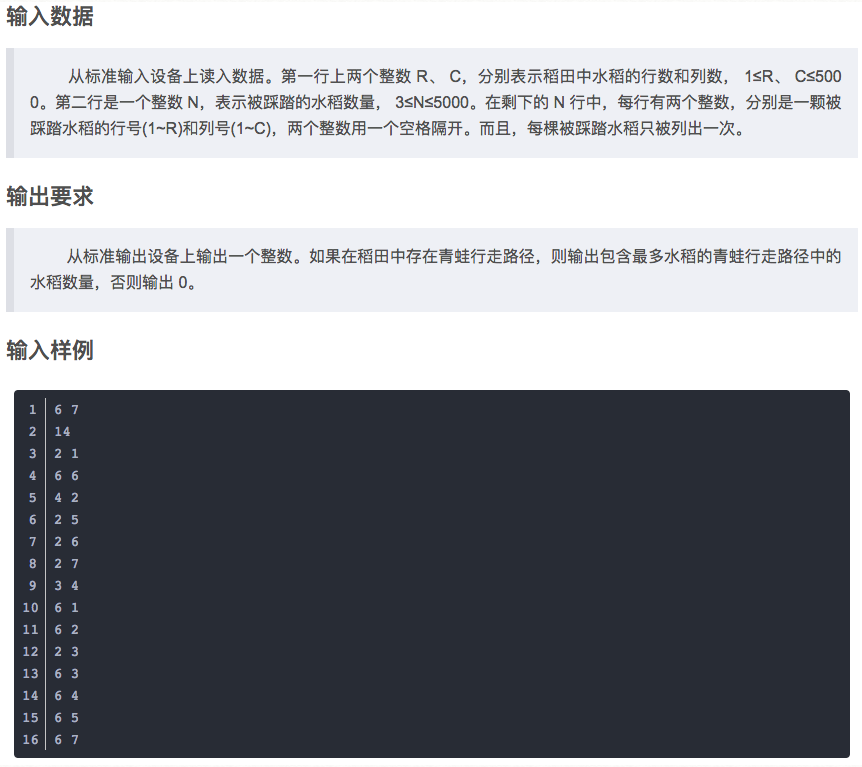 输入数据
从标准输入设备上读入数据。第一行上两个整数 R、 C，分别表示稻田中水稻的行数和列数， 1≤R、 C≤500
0。第二行是一个整数 N，表示被踩踏的水稻数量， 3≤N≤5000。在剩下的 N 行中，每行有两个整数，分别是一颗被
踩踏水稻的行号(1~R)和列号(1~C)，两个整数用一个空格隔开。而且，每棵被踩踏水稻只被列出一次。
输出要求
从标准输出设备上输出一个整数。如果在稻田中存在青蛙行走路径，则输出包含最多水稻的青蛙行走路径中的
水稻数量，否则输出 0。
输入样例
1 6 7
2 14
3 2 1
4 6 6
5 4 2
6 2 5
7 2 6
8 2 7
9 3 4
10 6 1
11 6 2
12 2 3
13 6 3
14 6 4
15 6 5
16 6 7